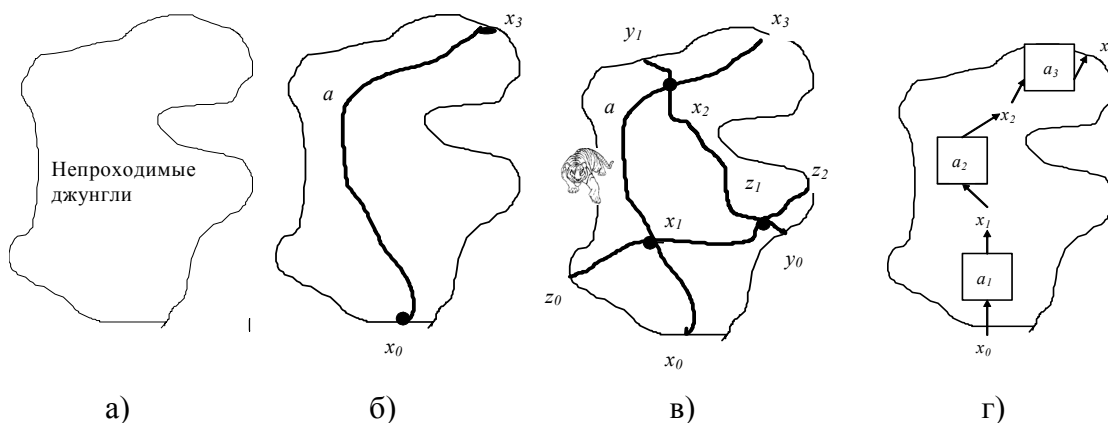 Непроходимые
джунгли
а)
x₃
a
x₀
б)
y₁
x₃
a
x₂
z₁
z₂
x₁
z₀
y₀
x₀
в)
x
a₃
x₂
a₂
x₁
a₁
x₀
г)